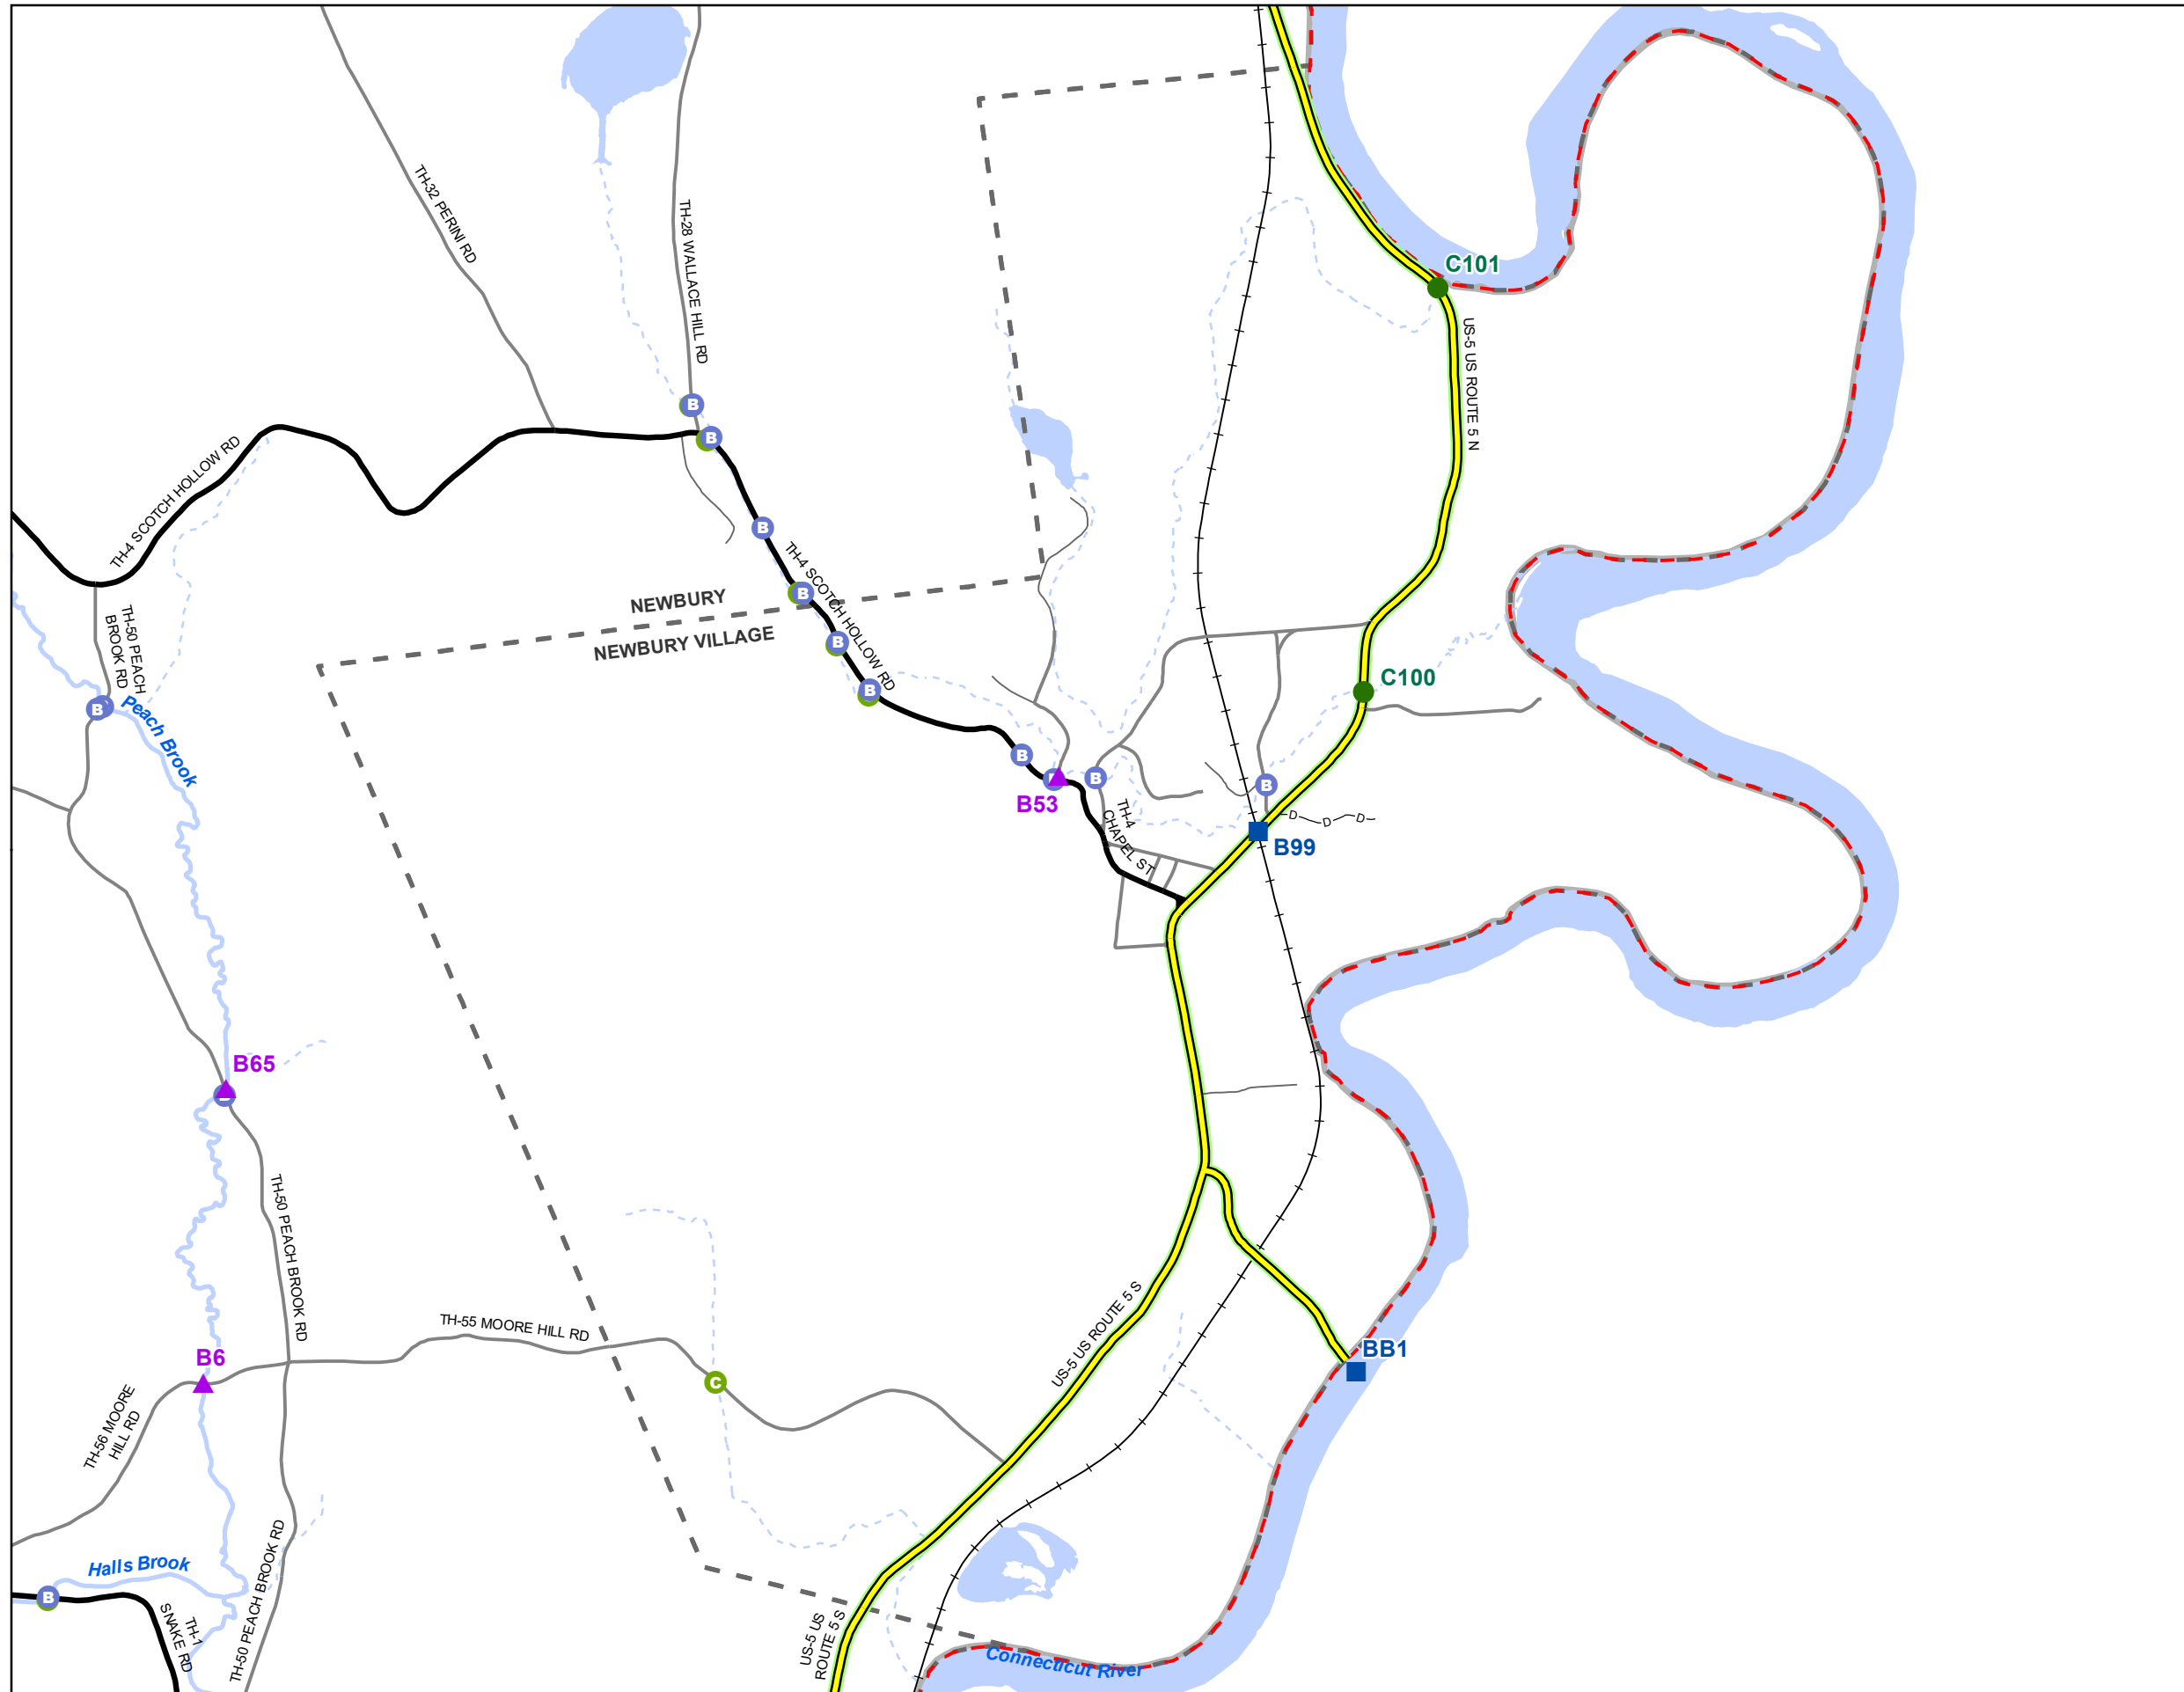 TH-32 PERINI RD
TH-28 WALLACE HILL RD
C101
US-5 US ROUTE 5 N
B
B
TH-4 SCOTCH HOLLOW RD
B
TH-4 SCOTCH HOLLOW RD
NEWBURY
B
NEWBURY VILLAGE
B
TH-50 PEACH
BROOK RD
B
C100
B
Peach Brook
B
B
B
B53
TH-4
CHAPEL ST
D
D
D
B99
B65
TH-50 PEACH BROOK RD
US-5 US ROUTE 5 S
TH-55 MOORE HILL RD
BB1
B6
C
TH-56 MOORE
HILL RD
Halls Brook
B
TH-1
SNAKE RD
TH-50 PEACH BROOK RD
US-5 US
ROUTE 5 S
Connecticut River